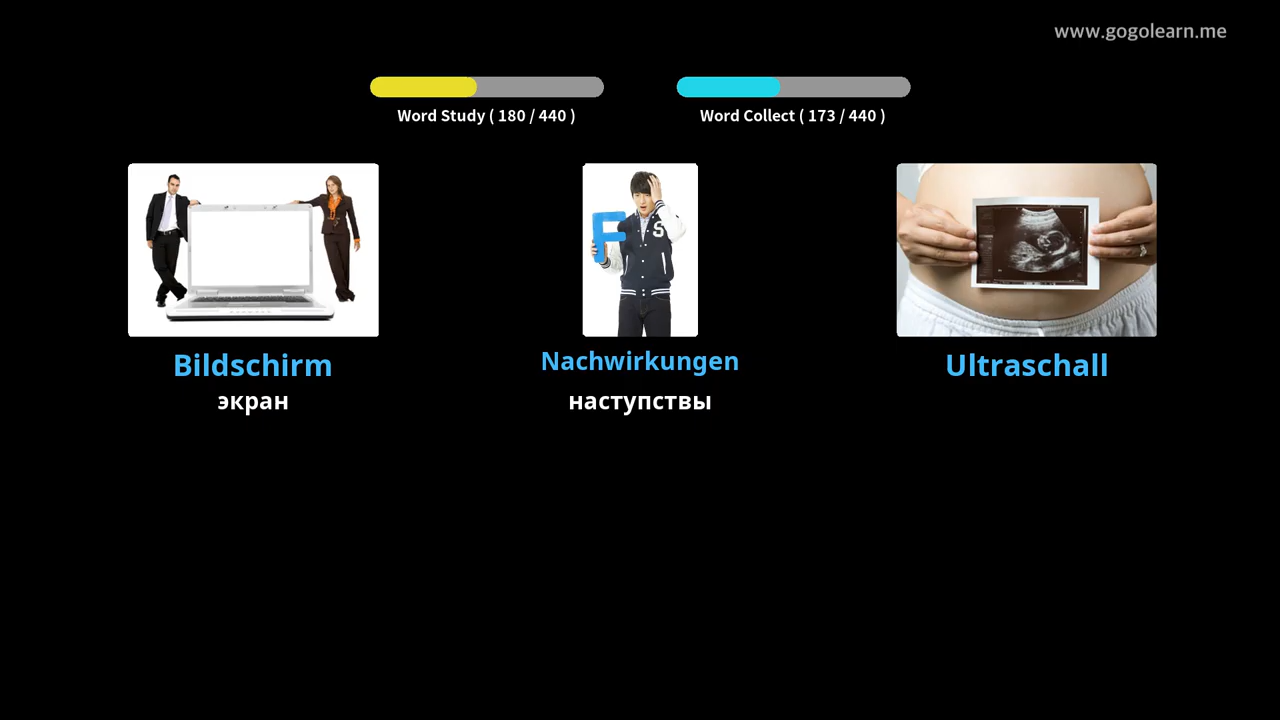 www.gogolearn.me
Word Study ( 180 / 440 )
Word Collect ( 173 / 440 )
F
S
Bildschirm
Nachwirkungen
Ultraschall
экран
наступствы